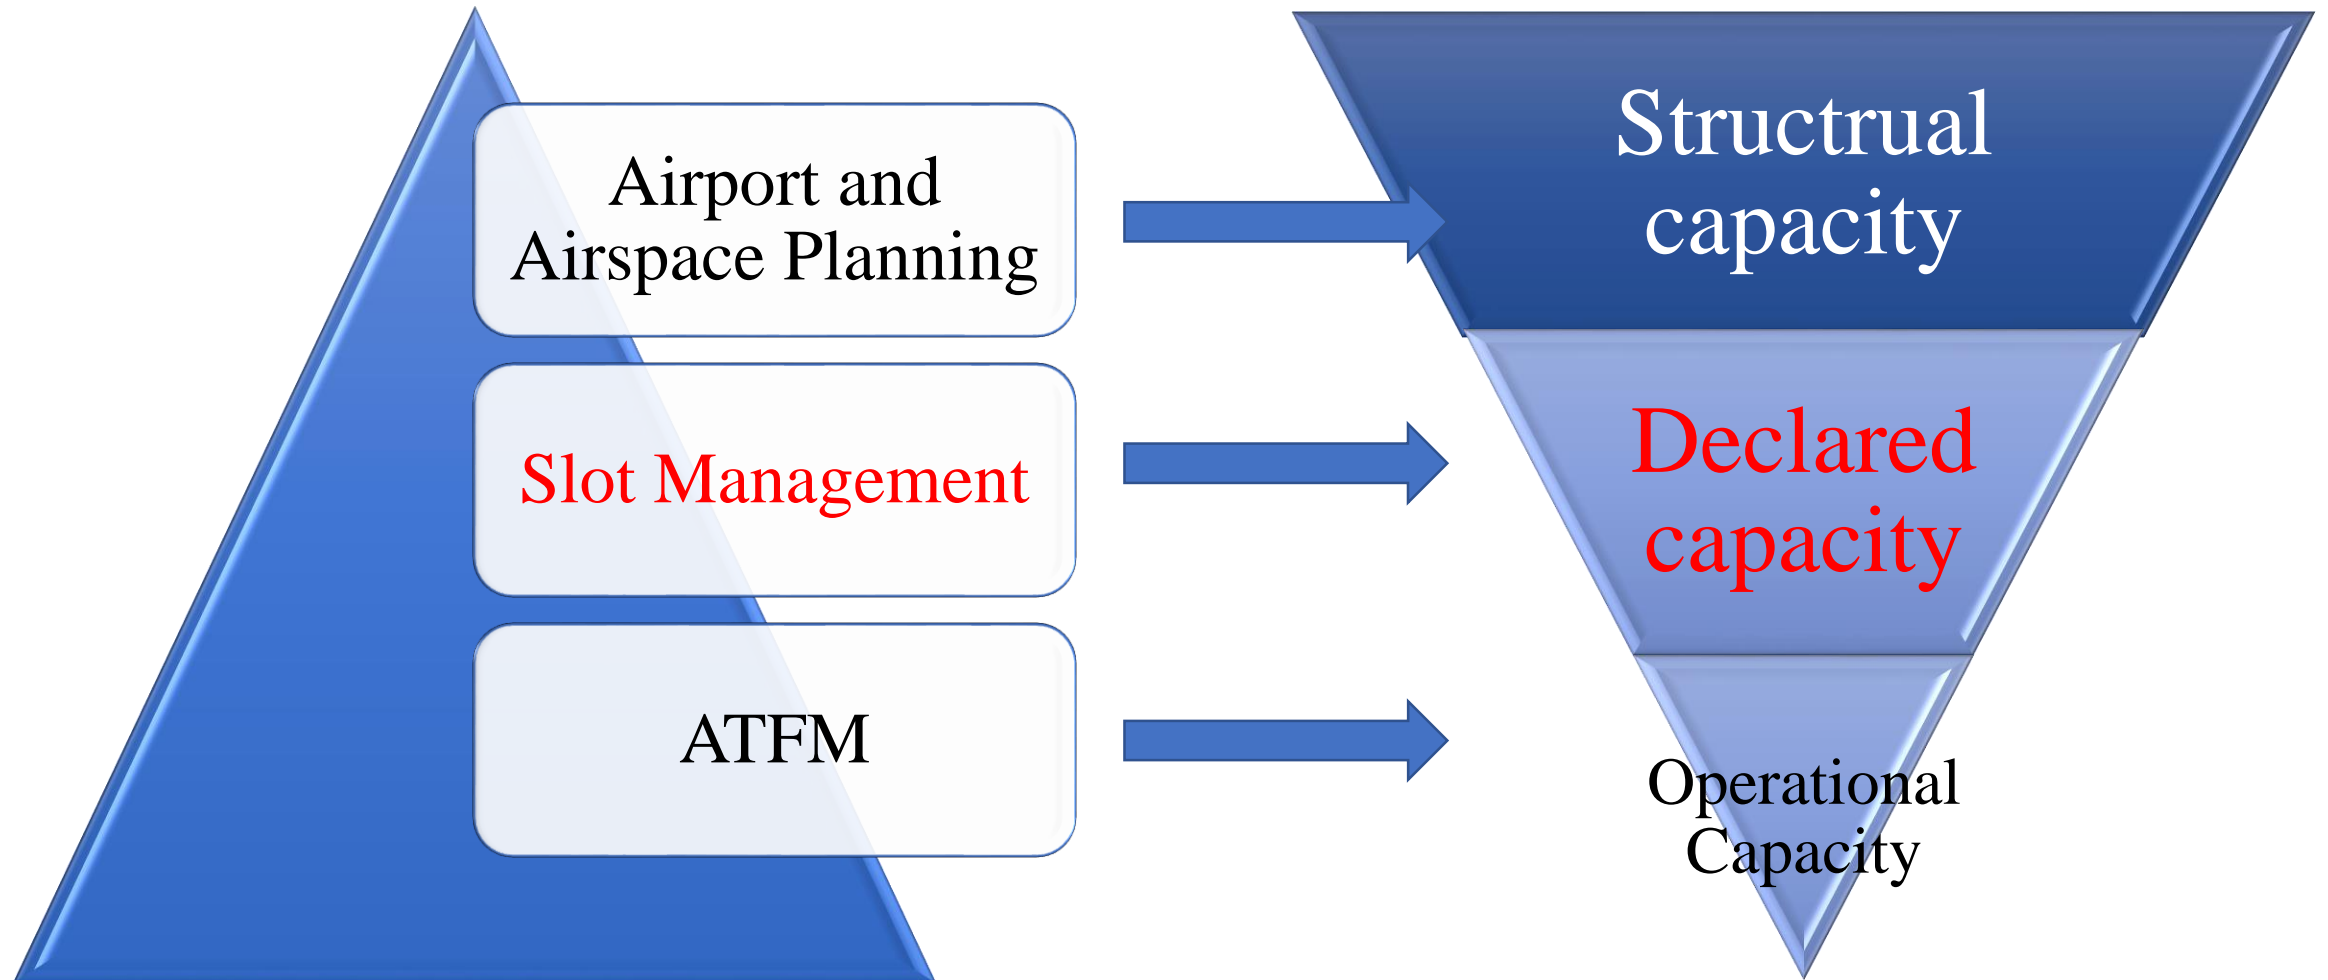 Airport and
Airspace Planning
Slot Management
ATFM
Structrual
capacity
Declared
capacity
Operational
Capacity